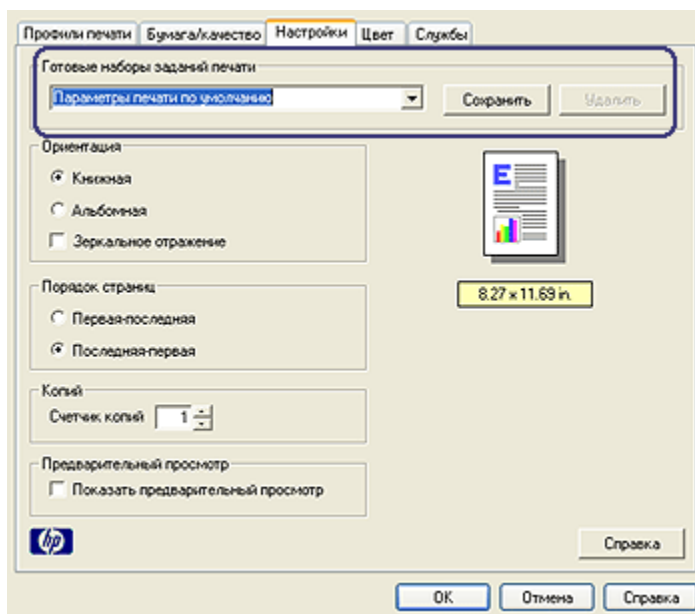 Профили печати Бумага/качество Настройки Цвет Службы
Готовые наборы заданий печати
Параметры печати по умолчанию Сохранить Удалить
Ориентация
Книжная
Альбомная
Зеркальное отражение
E
8.27 x 11.69 in.
Порядок страниц
Первая-последняя
Последняя-первая
Копий
Счетчик копий 1
Предварительный просмотр
Показать предварительный просмотр
hp
Справка
OK Отмена Справка